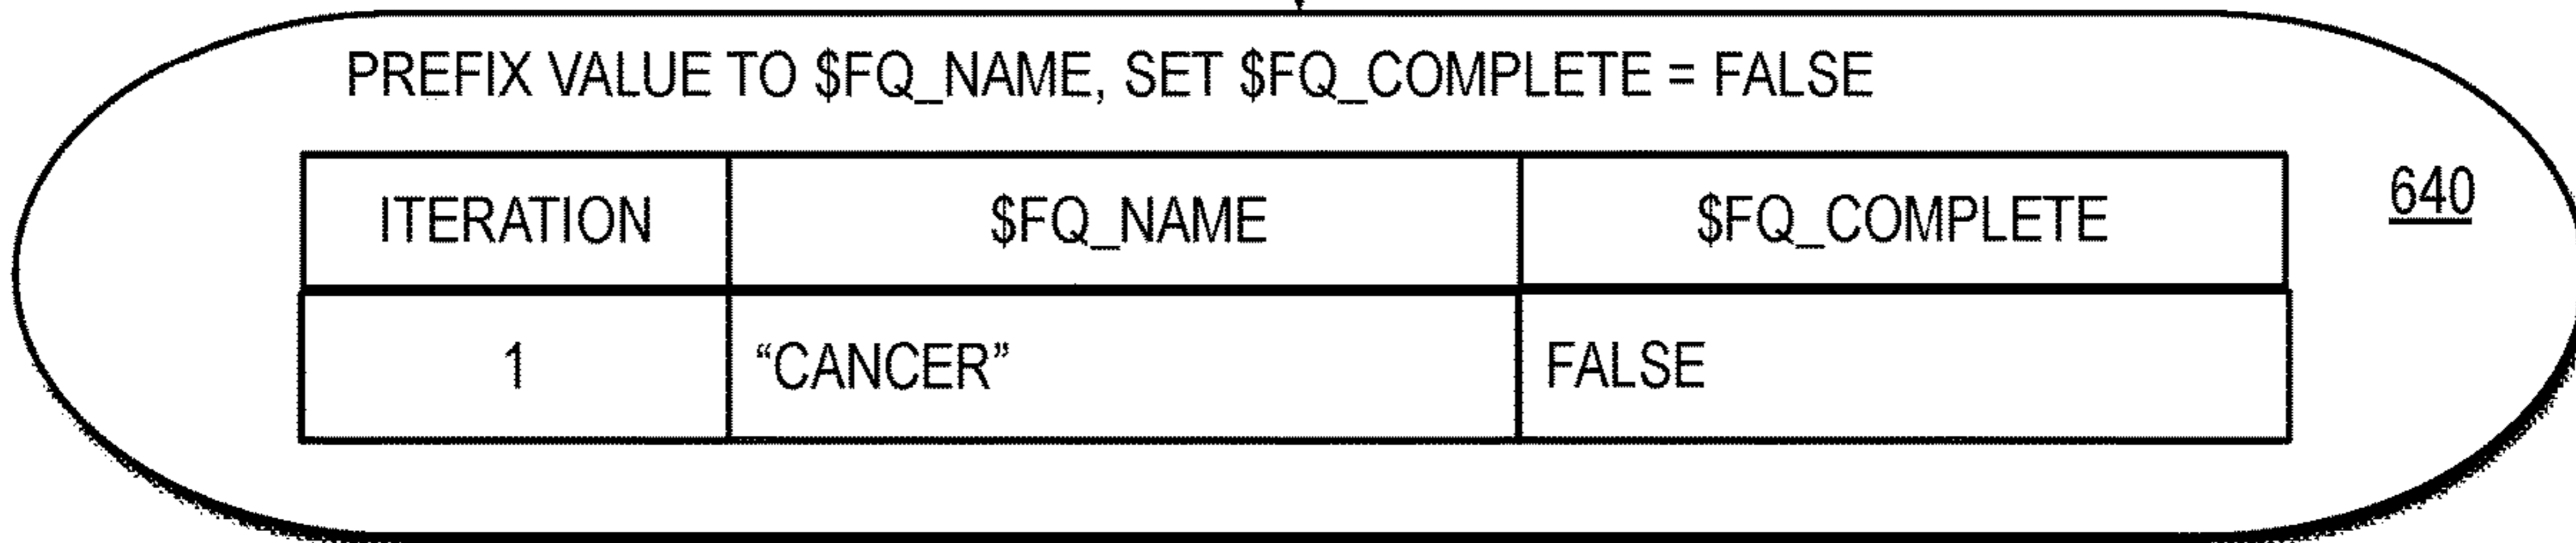 PREFIX VALUE TO $FQ_NAME, SET $FQ_COMPLETE = FALSE
ITERATION $FQ_NAME $FQ_COMPLETE 640
1 “CANCER” FALSE